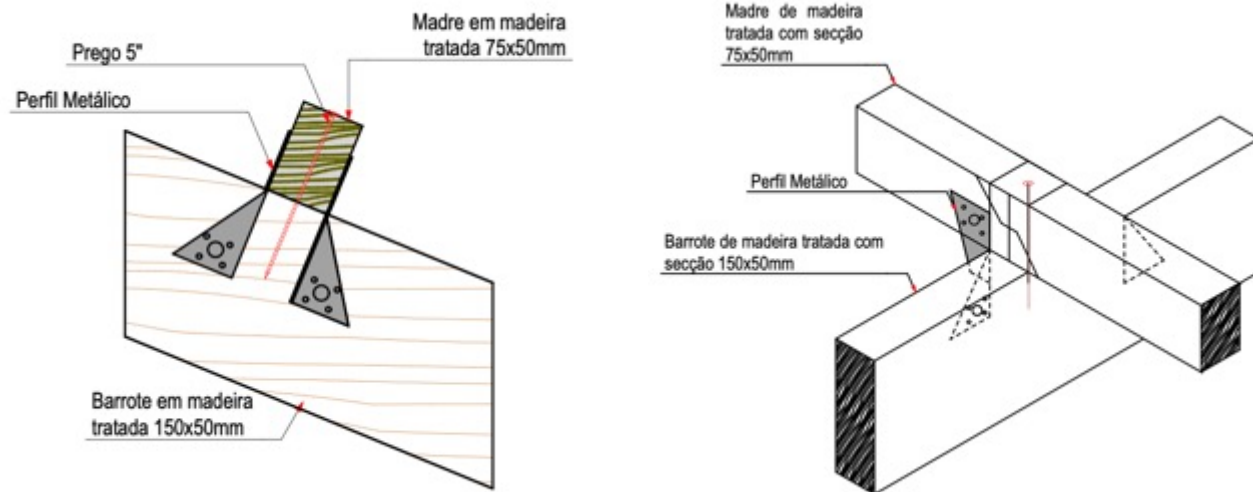 Madre em madeira
tratada 75x50mm
Prego 5"
Perfil Metálico
Barrote em madeira
tratada 150x50mm
Madre de madeira
tratada com secção
75x50mm
Perfil Metálico
Barrote de madeira tratada com
secção 150x50mm